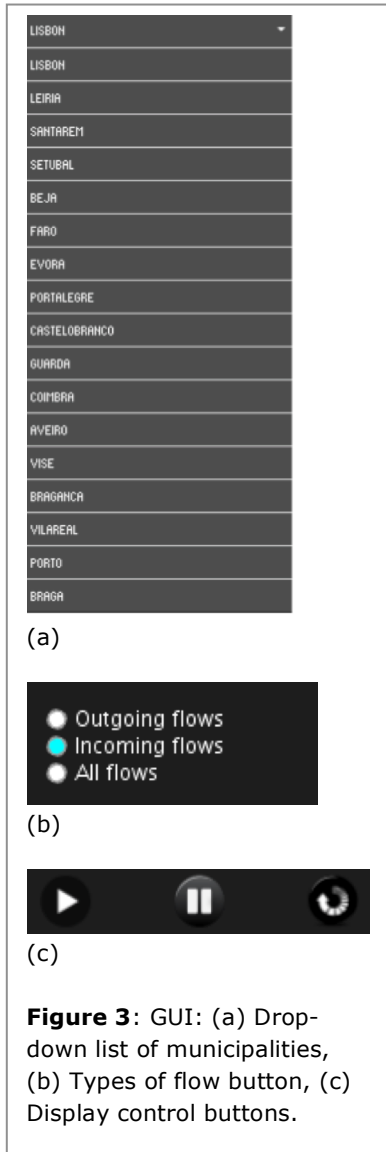 LISBON
LISBON
LEIRIA
SANTAREM
SETUBAL
BEJA
FARO
EVORA
PORTALEGRE
CASTELOBRANCO
GUARDA
COIMBRA
AVEIRO
VISE
BRAGANCA
VILAREAL
PORTO
BRAGA
(a)
Outgoing flows
Incoming flows
All flows
(b)
(c)
Figure 3: GUI: (a) Drop-
down list of municipalities,
(b) Types of flow button, (c)
Display control buttons.